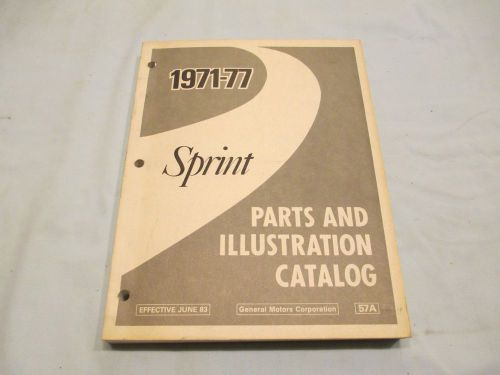 1971-77
Sprint
PARTS AND
ILLUSTRATION
CATALOG
EFFECTIVE JUNE 83 General Motors Corporation 57A